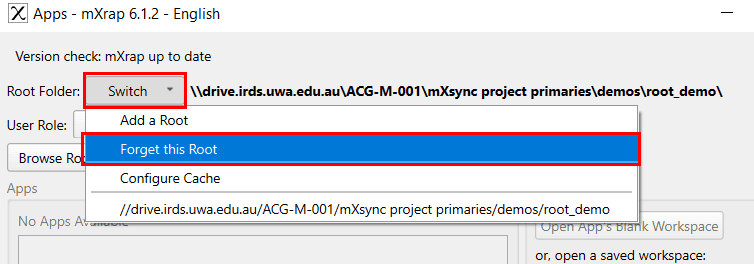 Apps - mXrap 6.1.2 - English
Version check: mXrap up to date
Root Folder: Switch \\drive.irds.uwa.edu.au\ACG-M-001\mXsync project primaries\demos\root_demo\
User Role:
Add a Root
Forget this Root
Browse Ro
Configure Cache
Apps
//drive.irds.uwa.edu.au/ACG-M-001/mXsync project primaries/demos/root_demo
No Apps Available
Open App's Blank Workspace
or, open a saved workspace: